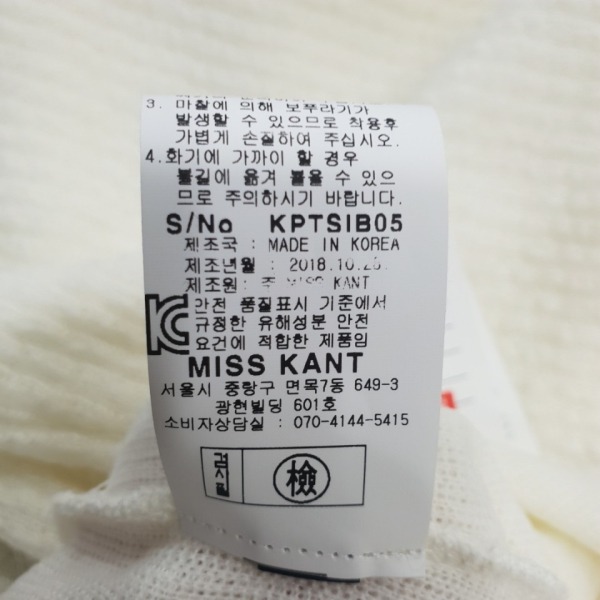 3. 마찰에 의해 보푸라기가
발생할 수 있으므로 착용후
가볍게 손질하여 주십시오.
4.화기에 가까이 할 경우
불길에 옮겨 붙을 수 있으
므로 주의하시기 바랍니다.
S/No KPTSIB05
제조국 : MADE IN KOREA
제조년월 : 2018.10.26.
제조원: 주 MISS KANT
안전 품질표시 기준에서
규정한 유해성분 안전
요건에 적합한 제품임
MISS KANT
서울시 중랑구 면목7동 649-3
광현빌딩 601호
소비자상담실 : 070-4144-5415
검사필
檢